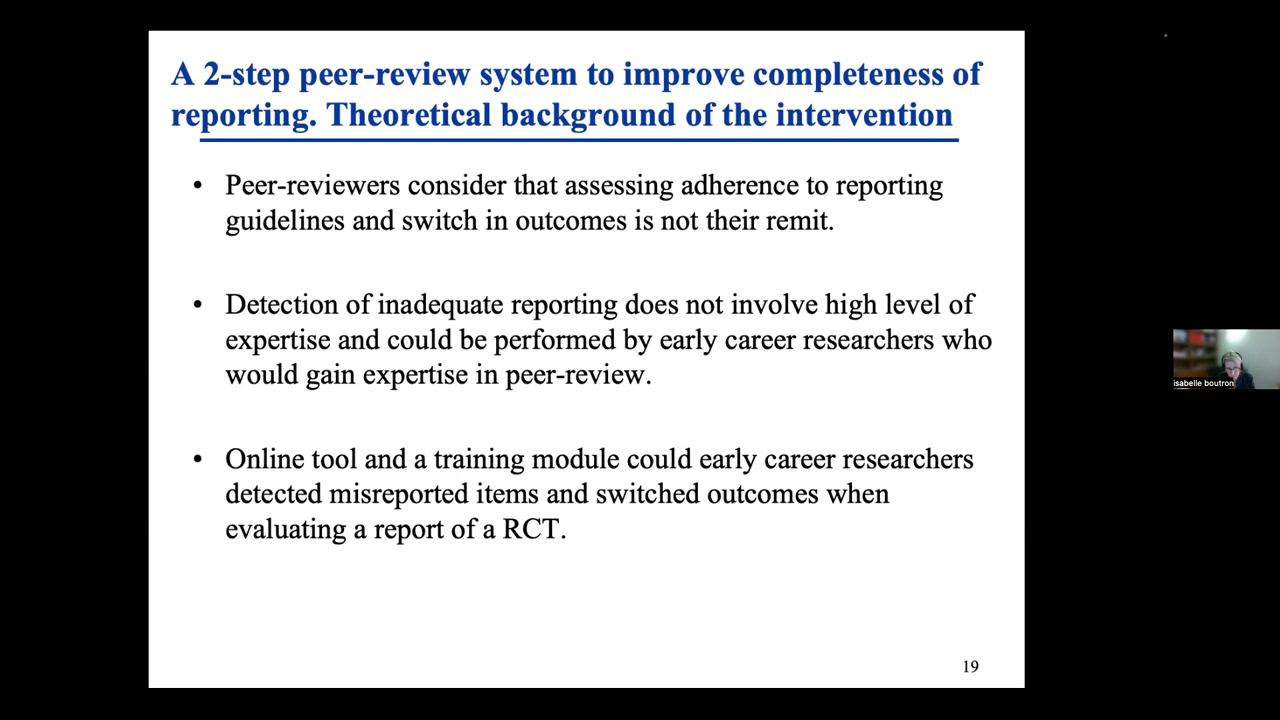 A 2-step peer-review system to improve completeness of
reporting. Theoretical background of the intervention
• Peer-reviewers consider that assessing adherence to reporting
guidelines and switch in outcomes is not their remit.
• Detection of inadequate reporting does not involve high level of
expertise and could be performed by early career researchers who
would gain expertise in peer-review.
• Online tool and a training module could early career researchers
detected misreported items and switched outcomes when
evaluating a report of a RCT.
19
isabelle boutron